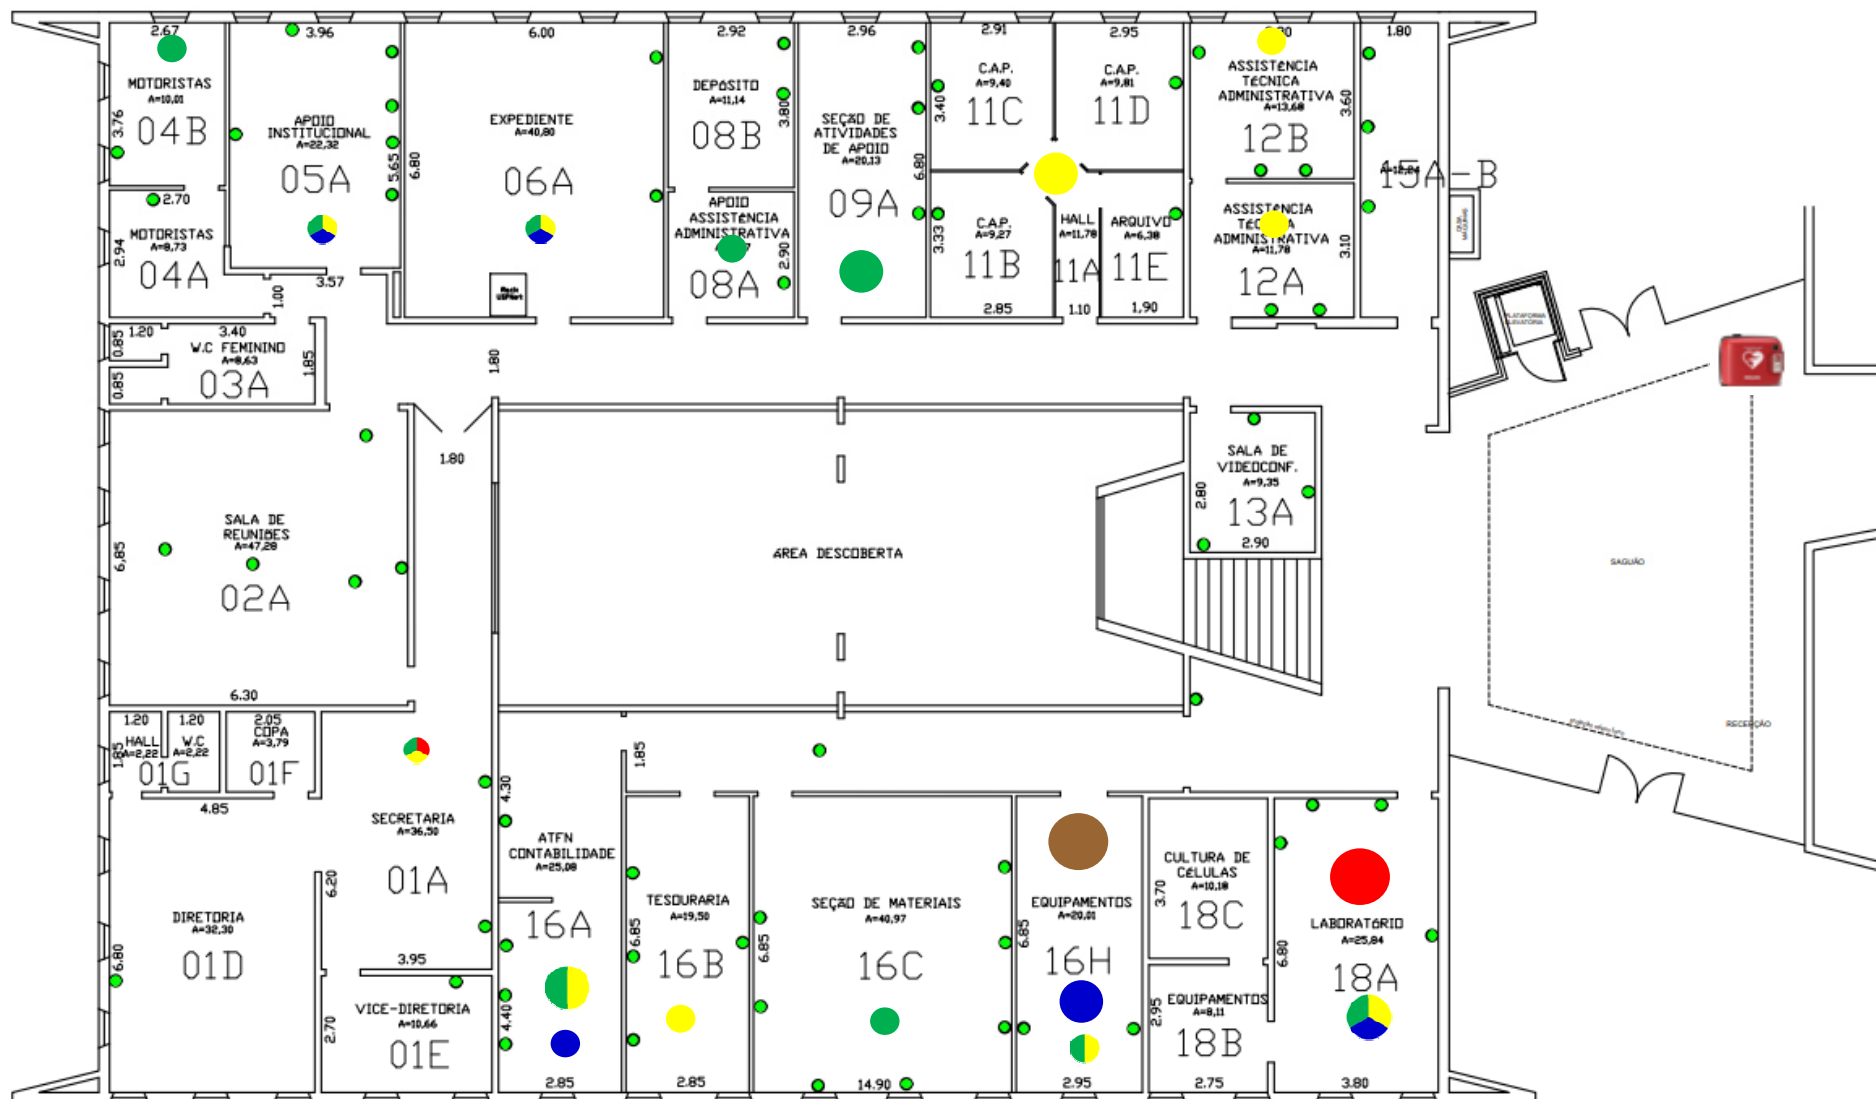 2.67
MOTORISTAS
A=10,01
04B
3.76
2.70
MOTORISTAS
A=8,73
04A
2.94
1.00
3.96
APOIO
INSTITUCIONAL
A=22,32
05A
5.65
3.57
6.00
EXPEDIENTE
A=40,80
06A
6.80
2.92
DEPóSITO
A=11,14
08B
3.80
APOIO
ASSISTêNCIA
ADMINISTRATIVA
08A
2.90
2.96
SEÇÃO DE
ATIVIDADES
DE APOIO
A=20,13
09A
6.80
2.91
C.A.P.
A=9,40
11C
3.40
2.95
C.A.P.
A=9,81
11D
C.A.P.
A=9,27
11B
3.33
2.85
HALL
A=11,78
11A
1.10
ARQUIVO
A=6,38
11E
1,90
ASSISTêNCIA
TéCNICA
ADMINISTRATIVA
A=13,68
12B
3.60
ASSISTêNCIA
TÉCNICA
ADMINISTRATIVA
A=11,78
12A
3.10
1.80
15A-B
PLATAFORMA
ELEVATÓRIA
1.20
3.40
W.C FEMININO
A=8,63
03A
0.85
0.85
1.85
1.80
1.80
SALA DE
REUNIõES
A=47,28
02A
6,85
6.30
áREA DESCOBERTA
SALA DE
VIDEOCONF.
A=9,35
13A
2.80
2.90
SAGUÃO
RECEPÇÃO
1.20
HALL
A=2,22
01G
1.85
1.20
W.C
A=2,22
2.05
COPA
A=3,79
01F
4.85
SECRETARIA
A=36,50
01A
6.20
3.95
DIRETORIA
A=32,30
01D
6.80
VICE-DIRETORIA
A=10,66
01E
2.70
4.30
ATFN
CONTABILIDADE
A=25,08
16A
4.40
2.85
1.85
TESOURARIA
A=19,50
16B
6.85
2.85
SEÇÃO DE MATERIAIS
A=40,97
16C
6.85
14.90
EQUIPAMENTOS
A=20,01
16H
6.85
2.95
CULTURA DE
CéLULAS
A=10,18
18C
3.70
EQUIPAMENTOS
A=8,11
18B
2.95
2.75
LABORATóRIO
A=25,84
18A
6.80
3.80